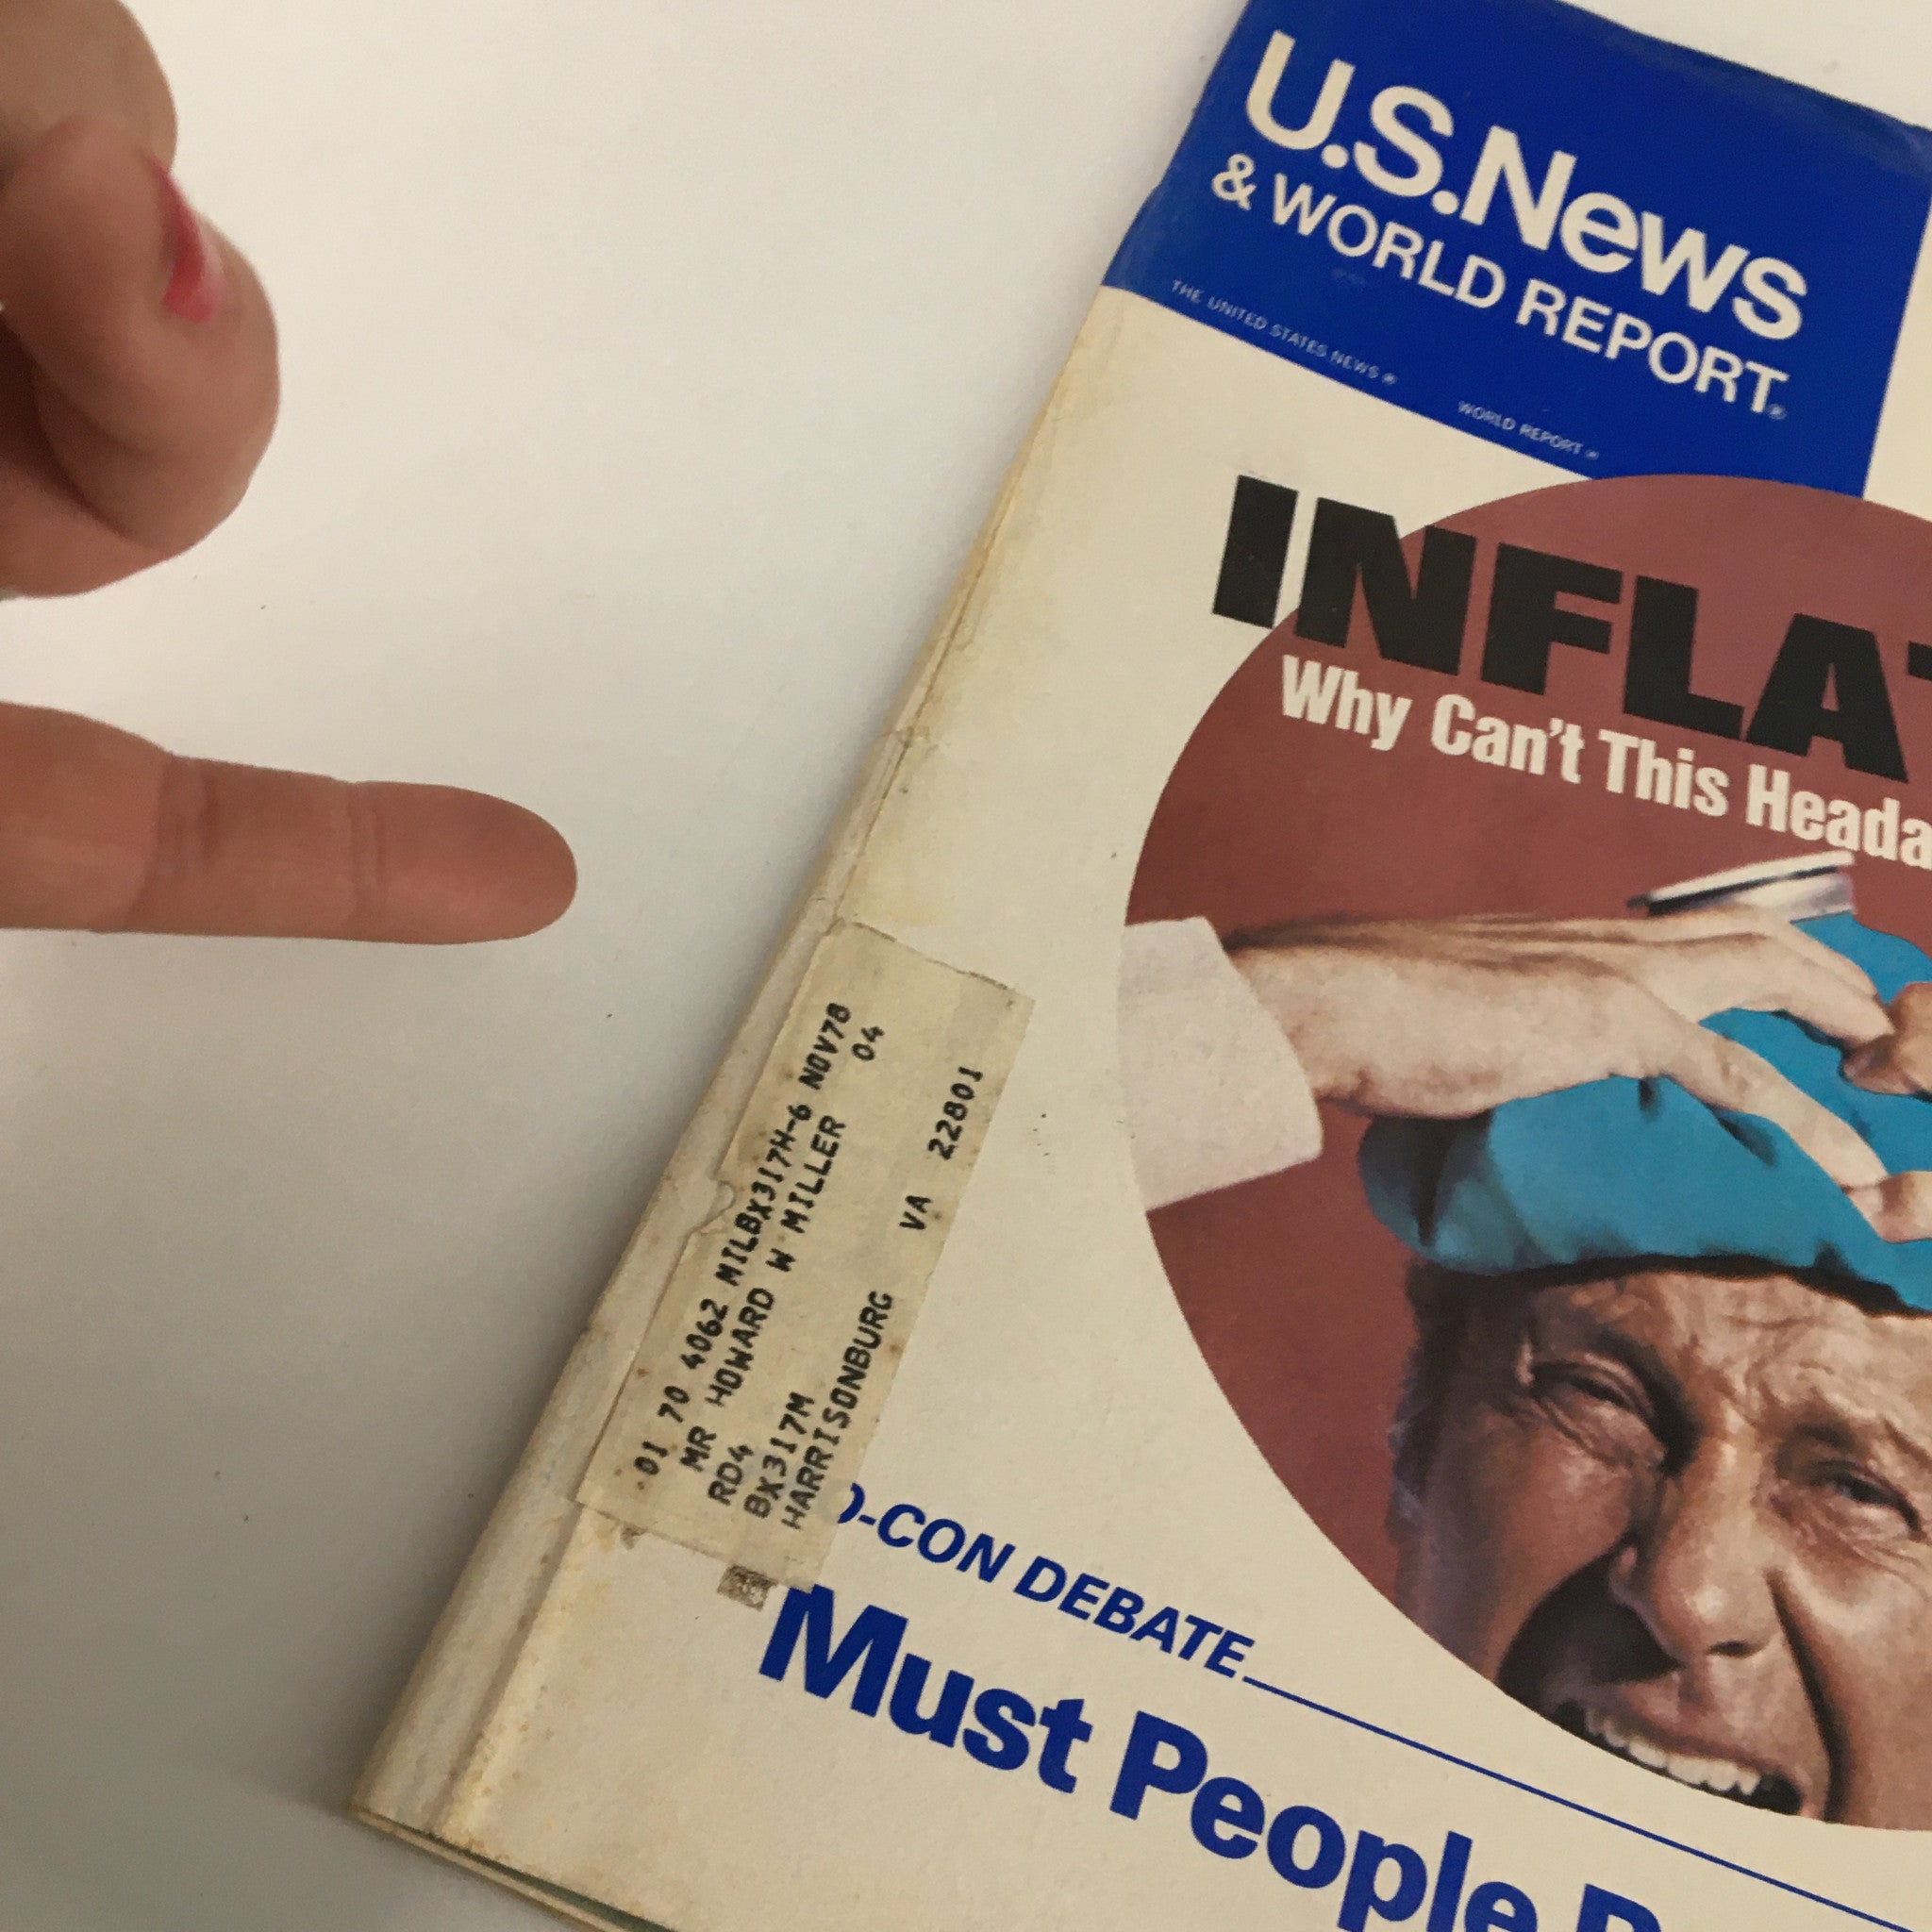 U.S.News
& WORLD REPORT®
THE UNITED STATES NEWS ® WORLD REPORT ®
INFLAT
Why Can't This Heada
01 70 4062 MILBX317H-6 NOV78
MR HOWARD W MILLER 04
RD4
BX317M
HARRISONBURG VA 22801
O-CON DEBATE
Must People